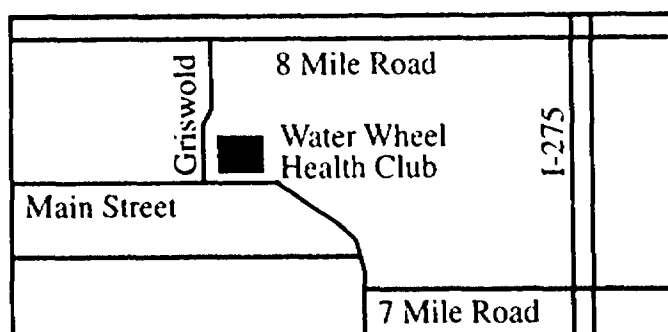 8 Mile Road
Griswold
Water Wheel
Health Club
I-275
Main Street
7 Mile Road